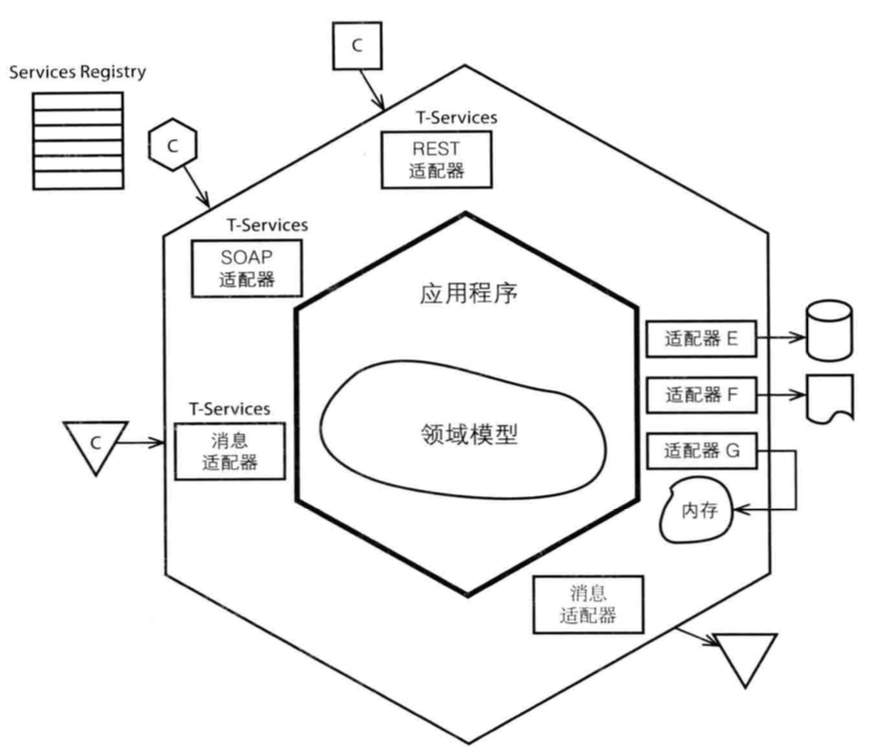 C
Services Registry
T-Services
REST
适配器
C
T-Services
SOAP
适配器
应用程序
适配器 E
适配器 F
T-Services
消息
适配器
C
领域模型
适配器 G
内存
消息
适配器